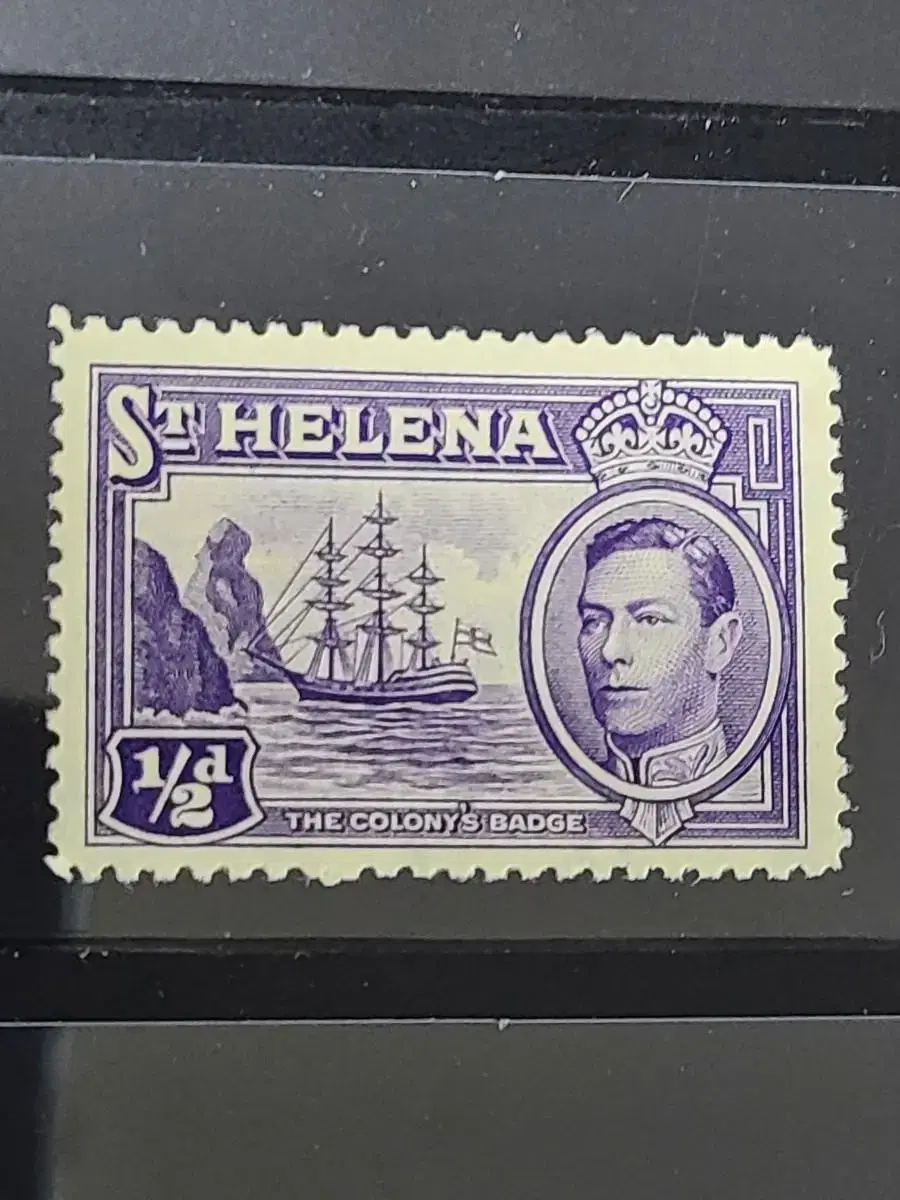 ST HELENA
1/2d
THE COLONY'S BADGE